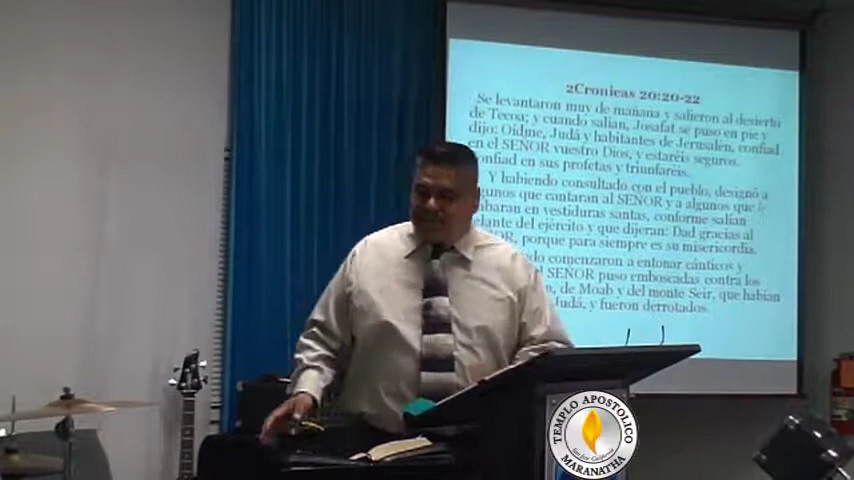 2Cronicas 20:20-22
Se levantaron muy de mañana y salieron al desierto
de Tecoa; y cuando salían, Josafat se puso en pie y
dijo: Oídme, Judá y habitantes de Jerusalén, confiad
en el SEÑOR vuestro Dios, y estaréis seguros.
Confiad en sus profetas y triunfaréis.
Y habiendo consultado con el pueblo, designó a
algunos que cantaran al SEÑOR y a algunos que le
alabaran en vestiduras santas, conforme salían
delante del ejército y que dijeran: Dad gracias al
porque para siempre es su misericordia.
comenzaron a entonar cánticos y
el SEÑOR puso emboscadas contra los
de Moab y del monte Seir, que habían
Judá, y fueron derrotados.
TEMPLO APOSTOLICO
San Jose California
MARANATHA